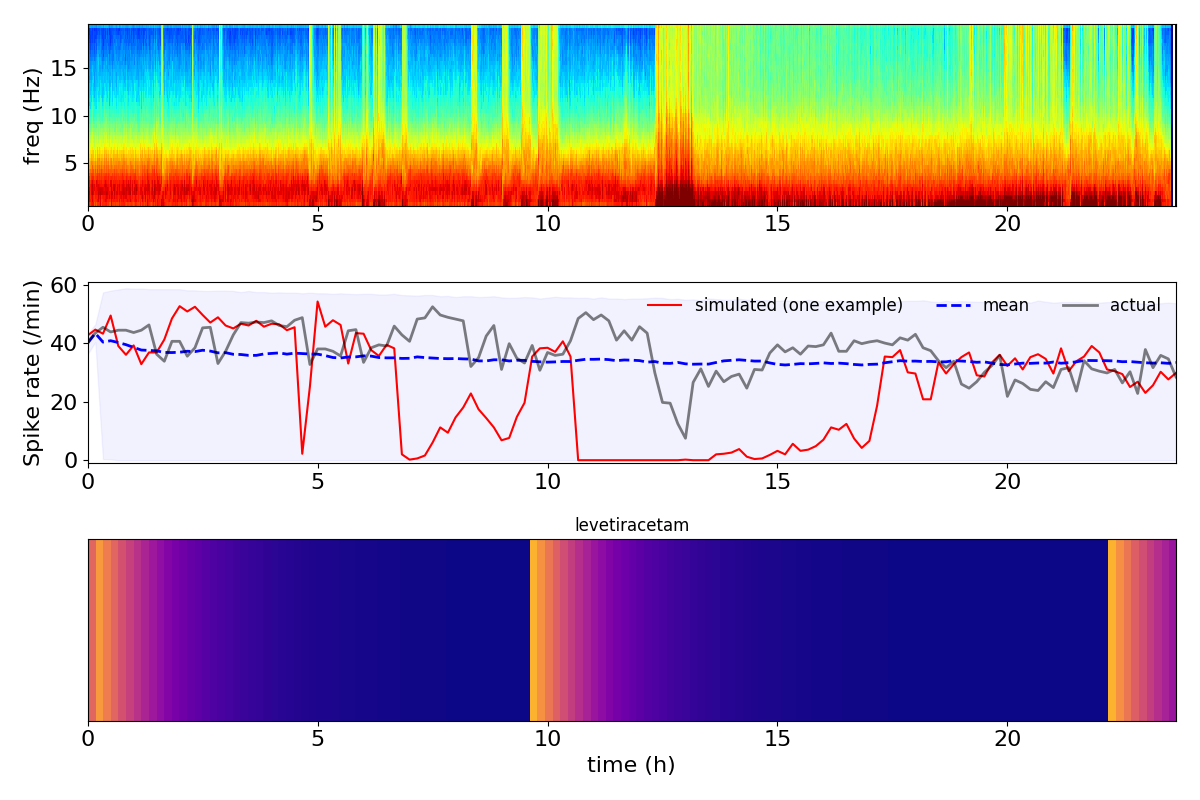 freq (Hz)
15
10
5
0 5 10 15 20
Spike rate (/min)
60
40
20
0
simulated (one example) mean actual
0 5 10 15 20
levetiracetam
0 5 10 15 20
time (h)